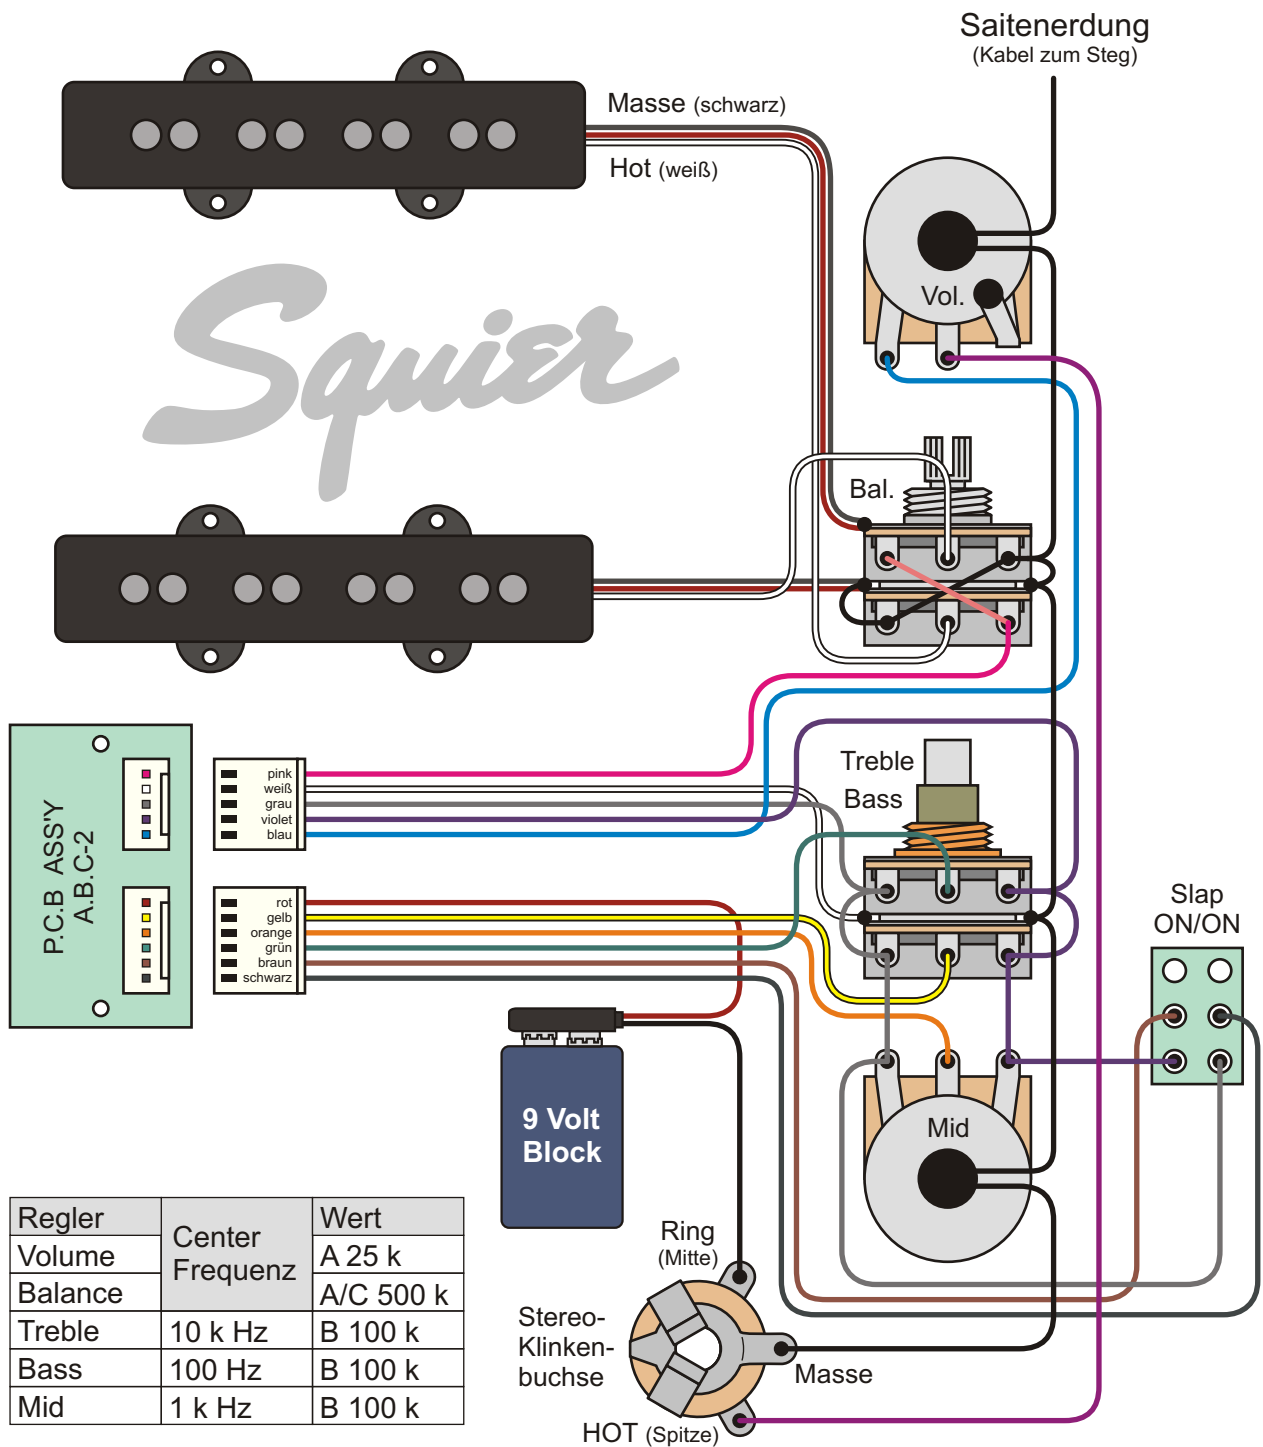 Saitenerdung
(Kabel zum Steg)
Masse (schwarz)
Hot (weiß)
Vol.
Squier
Bal.
Treble
Bass
P.C.B ASS'Y
A.B.C-2
pink
weiß
grau
violet
blau
rot
gelb
orange
grün
braun
schwarz
Slap
ON/ON
9 Volt
Block
Mid
Regler
Center
Frequenz
Wert
Volume
A 25 k
Balance
A/C 500 k
Treble
10 k Hz
B 100 k
Bass
100 Hz
B 100 k
Mid
1 k Hz
B 100 k
Ring
(Mitte)
Stereo-
Klinken-
buchse
Masse
HOT (Spitze)